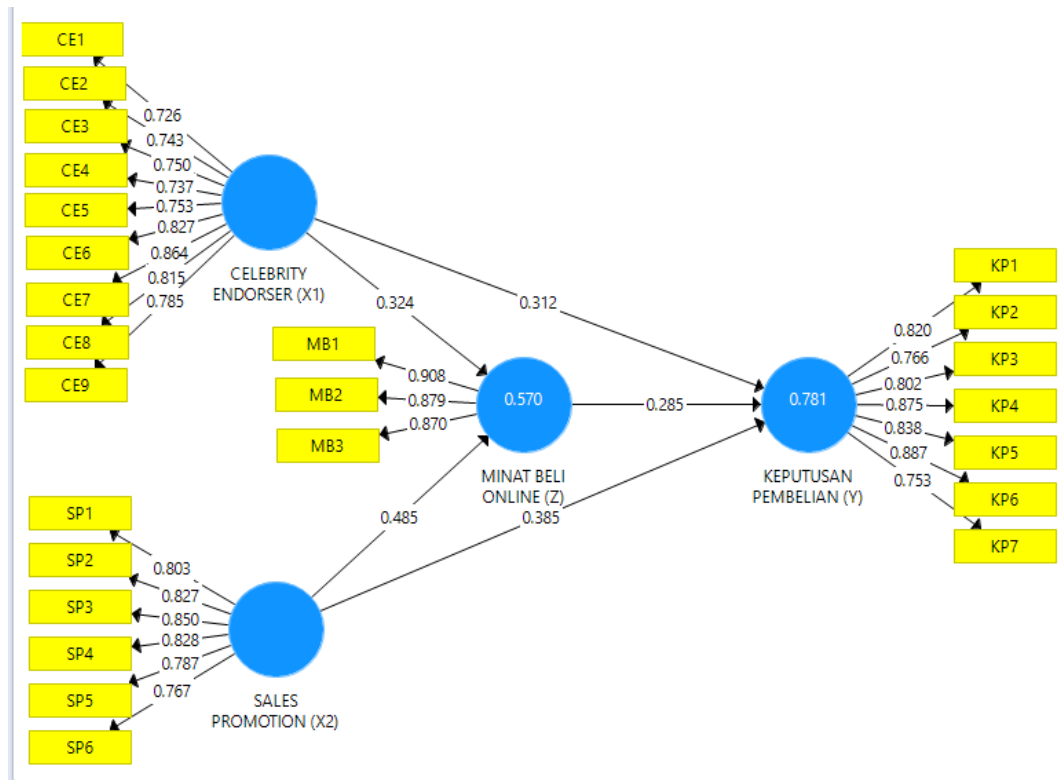 CE1
CE2
CE3
CE4
CE5
CE6
CE7
CE8
CE9
0.726
0.743
0.750
0.737
0.753
0.827
0.864
0.815
0.785
CELEBRITY
ENDORSER (X1)
0.324
0.312
MB1
MB2
MB3
0.908
0.879
0.870
0.570
MINAT BELI
ONLINE (Z)
0.285
0.485
0.385
SP1
SP2
SP3
SP4
SP5
SP6
0.803
0.827
0.850
0.828
0.787
0.767
SALES
PROMOTION (X2)
0.781
KEPUTUSAN
PEMBELIAN (Y)
0.820
0.766
0.802
0.875
0.838
0.887
0.753
KP1
KP2
KP3
KP4
KP5
KP6
KP7